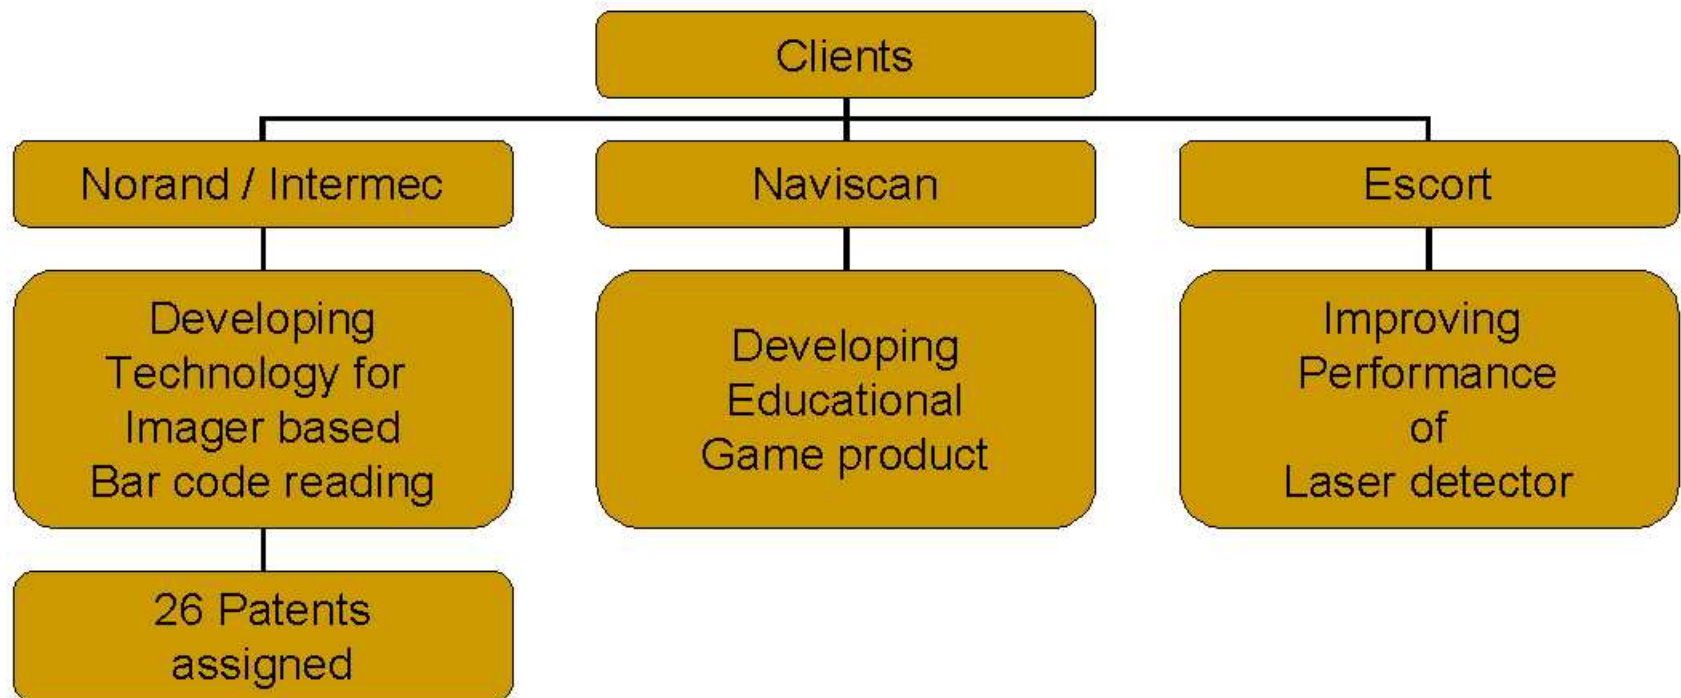 Clients
Norand / Intermec
Naviscan
Escort
Developing
Technology for
Imager based
Bar code reading
Developing
Educational
Game product
Improving
Performance
of
Laser detector
26 Patents
assigned